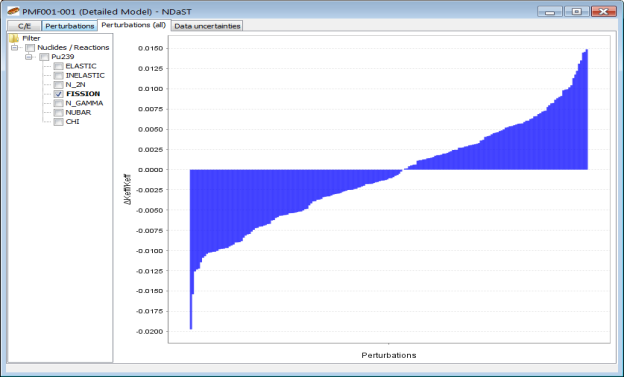 PMF001-001 (Detailed Model) - NDaST
C/E Perturbations Perturbations (all) Data uncertainties
Filter
Nuclides / Reactions
Pu239
ELASTIC
INELASTIC
N_2N
FISSION
N_GAMMA
NUBAR
CHI
0.0150
0.0125
0.0100
0.0075
0.0050
0.0025
0.0000
-0.0025
-0.0050
-0.0075
-0.0100
-0.0125
-0.0150
-0.0175
-0.0200
ΔKeff/Keff
Perturbations